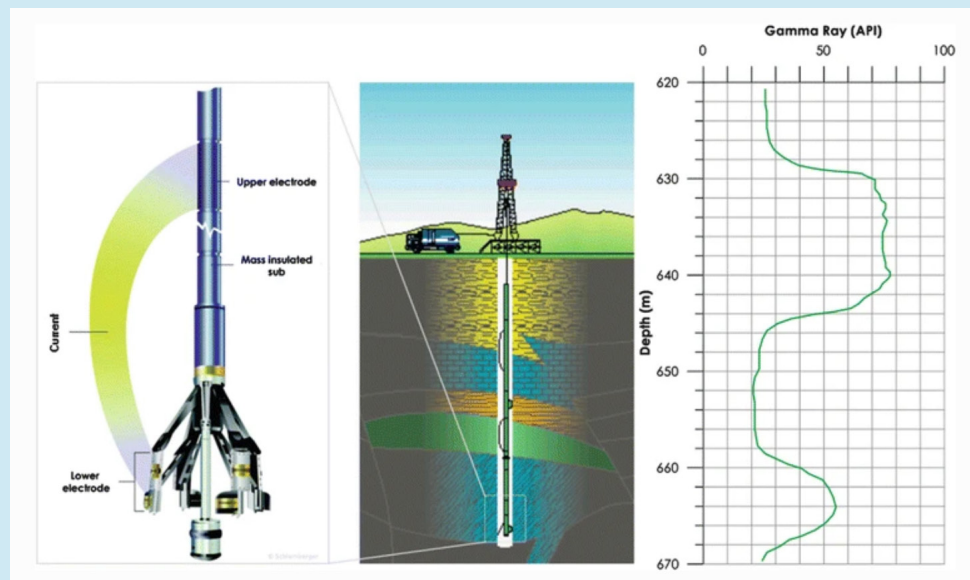 Upper electrode
Mass insulated
sub
Current
Lower
electrode
© Schlumberger
Gamma Ray (API)
0 50 100
Depth (m)
620
630
640
650
660
670